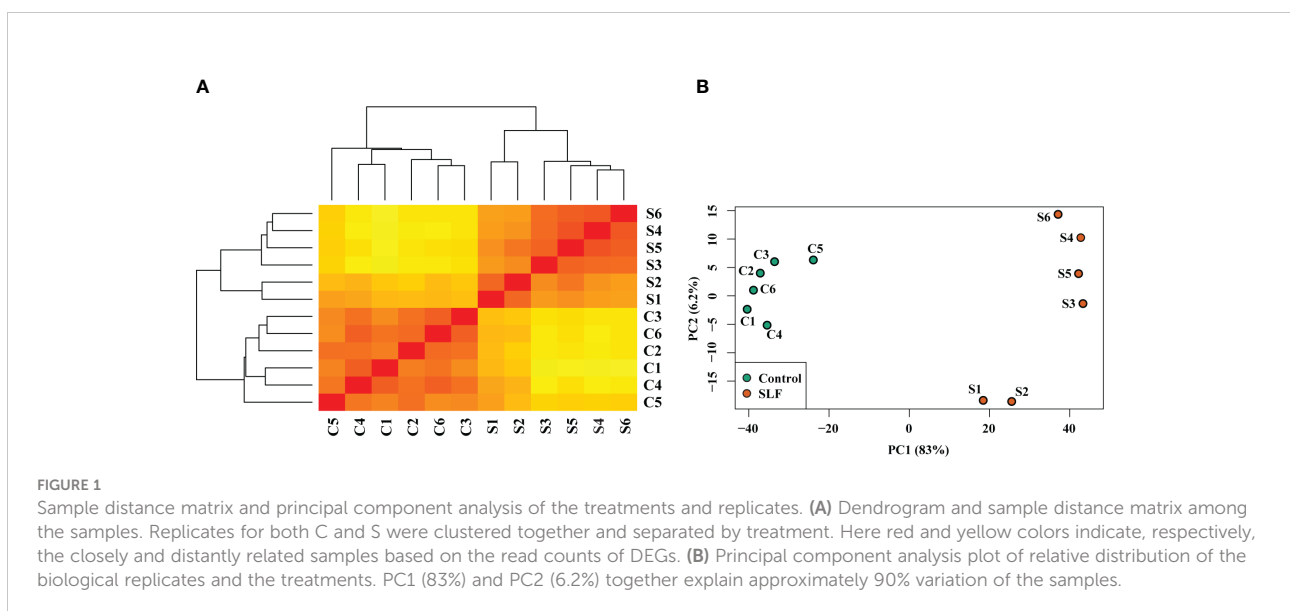 A
S6
S4
S5
S3
S2
S1
C3
C6
C2
C1
C4
C5
C5 C4 C1 C2 C6 C3 S1 S2 S3 S5 S4 S6
B
PC2 (6.2%)
15
10
5
0
−5
−10
−15
C3
C5
C2
C6
C1
C4
S6
S4
S5
S3
S1
S2
Control
SLF
−40 −20 0 20 40
PC1 (83%)
FIGURE 1
Sample distance matrix and principal component analysis of the treatments and replicates. (A) Dendrogram and sample distance matrix among
the samples. Replicates for both C and S were clustered together and separated by treatment. Here red and yellow colors indicate, respectively,
the closely and distantly related samples based on the read counts of DEGs. (B) Principal component analysis plot of relative distribution of the
biological replicates and the treatments. PC1 (83%) and PC2 (6.2%) together explain approximately 90% variation of the samples.